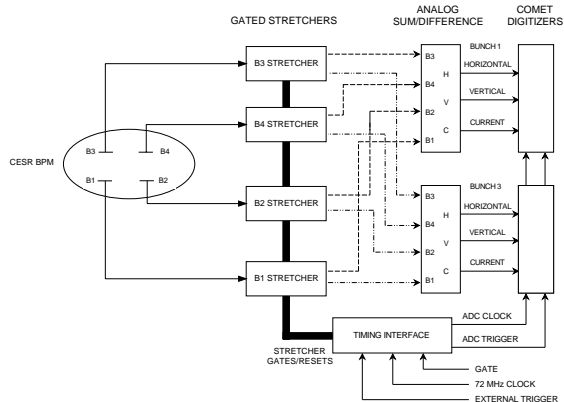 GATED STRETCHERS
ANALOG
SUM/DIFFERENCE
COMET
DIGITIZERS
CESR BPM
B3
B4
B1
B2
B3 STRETCHER
B4 STRETCHER
B2 STRETCHER
B1 STRETCHER
B3
B4
B2
B1
H
V
C
BUNCH 1
HORIZONTAL
VERTICAL
CURRENT
B3
B4
B2
B1
H
V
C
BUNCH 3
HORIZONTAL
VERTICAL
CURRENT
STRETCHER
GATES/RESETS
TIMING INTERFACE
ADC CLOCK
ADC TRIGGER
GATE
72 MHz CLOCK
EXTERNAL TRIGGER